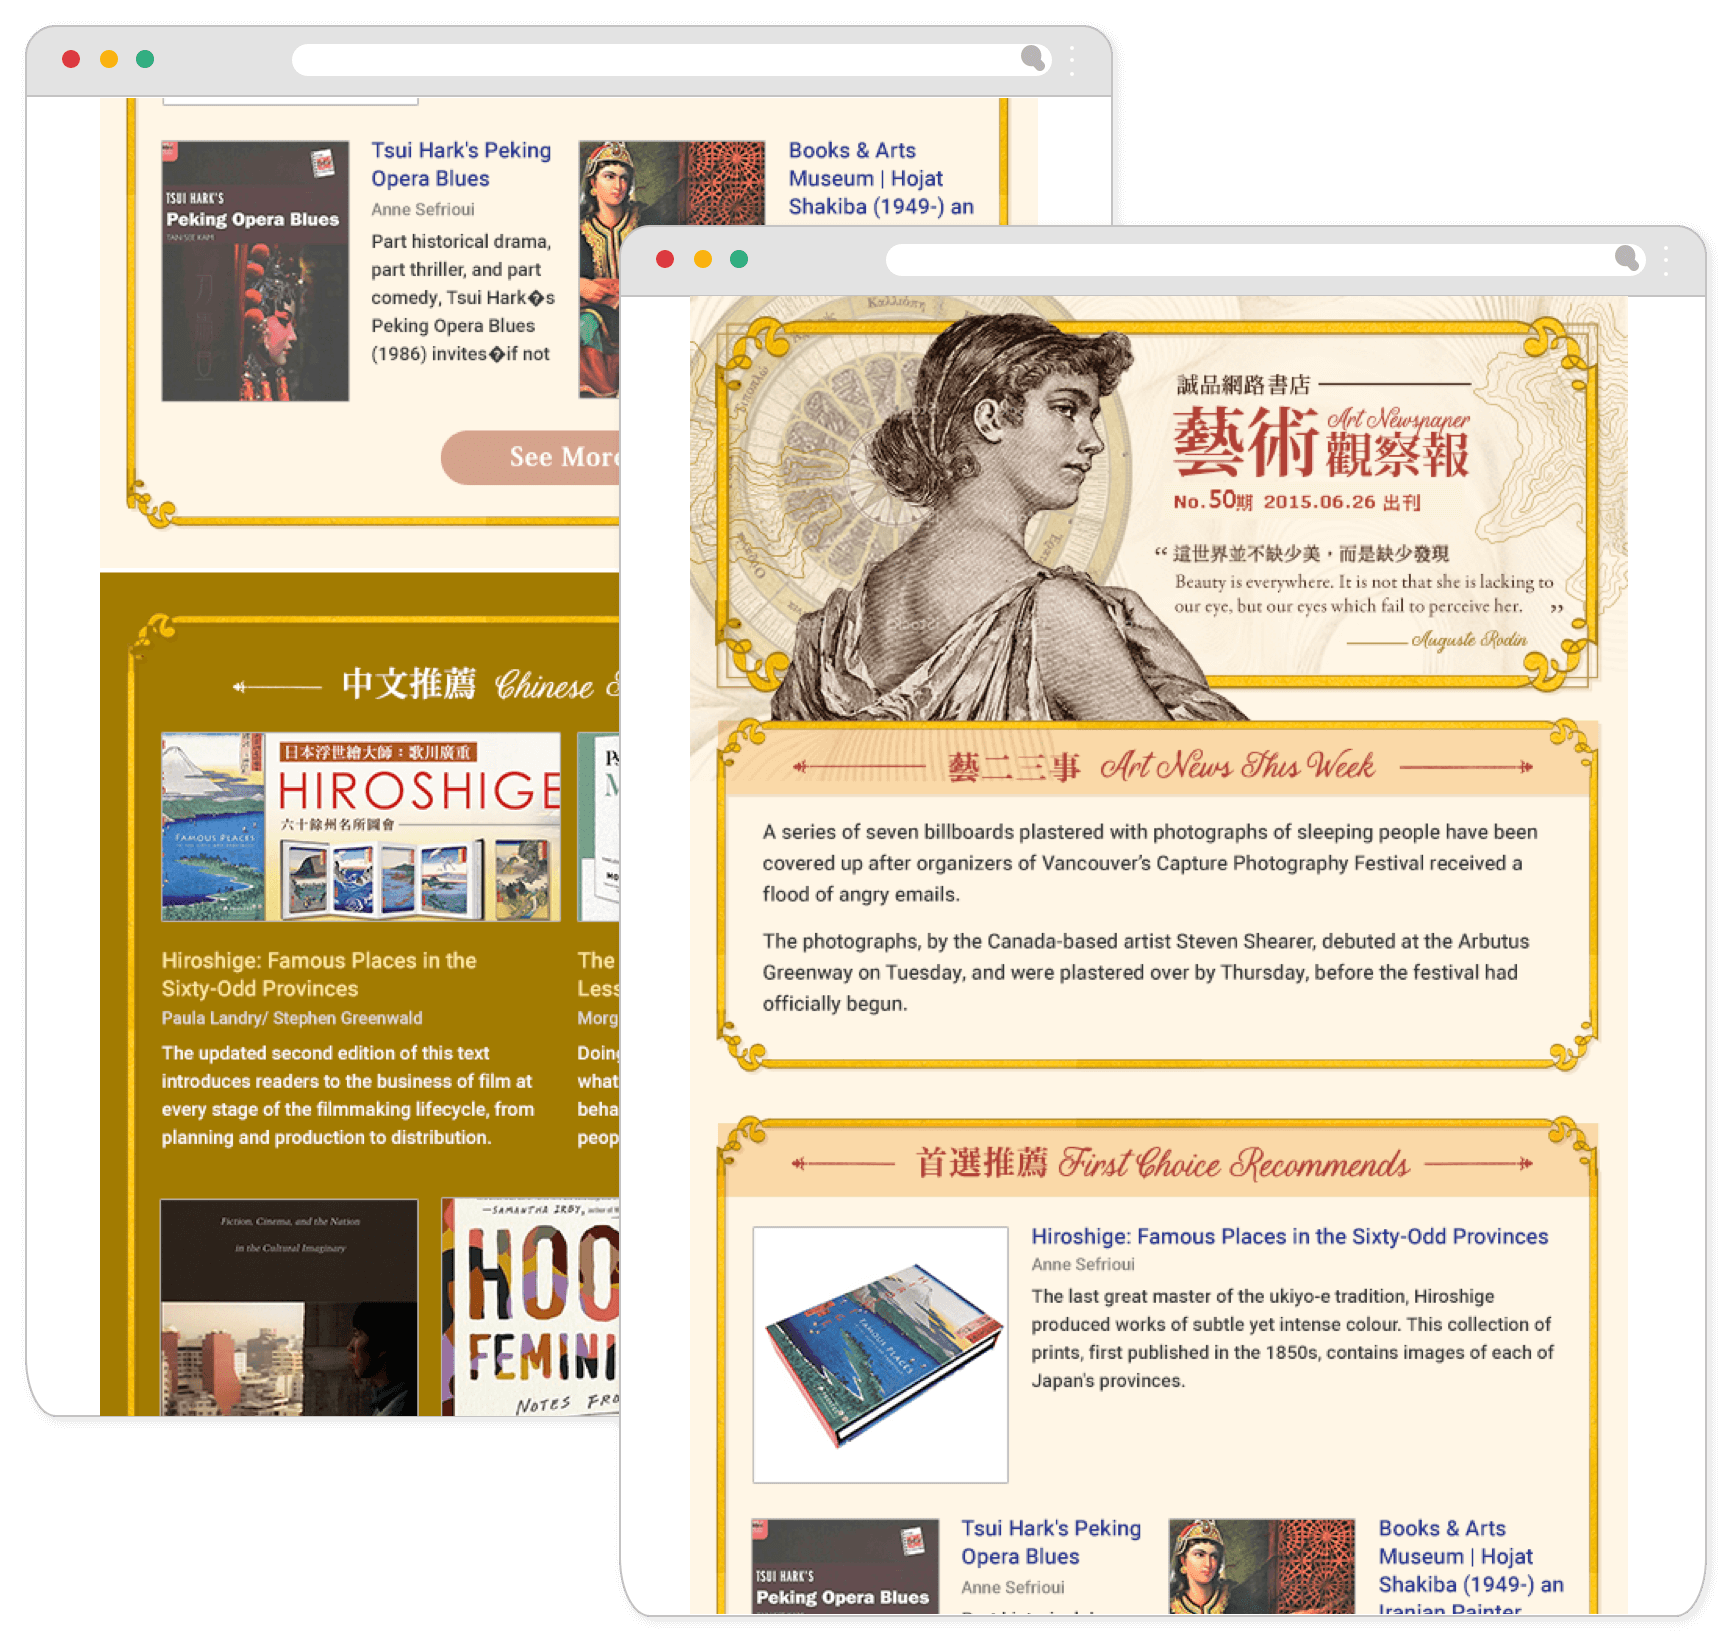 TSUI HARK'S
Peking Opera Blues
TAN SEE KAM
Tsui Hark's Peking
Opera Blues
Anne Sefrioui
Part historical drama,
part thriller, and part
comedy, Tsui Hark�s
Peking Opera Blues
(1986) invites�if not
Books & Arts
Museum | Hojat
Shakiba (1949-) an
See More
中文推薦 Chinese
日本浮世繪大師：歌川廣重
HIROSHIGE
六十餘州名所圖會
FAMOUS PLACES
Hiroshige: Famous Places in the
Sixty-Odd Provinces
Paula Landry/ Stephen Greenwald
The updated second edition of this text
introduces readers to the business of film at
every stage of the filmmaking lifecycle, from
planning and production to distribution.
The
Less
Morg
Doing
what
beha
peop
Fiction, Cinema, and the Nation
in the Cultural Imaginary
—SAMANTHA IRBY,
HOO
FEMINI
NOTES FRO
Καλλιόπη
誠品網路書店
藝術觀察報
Art Newspaper
No.50期 2015.06.26 出刊
“ 這世界並不缺少美，而是缺少發現
Beauty is everywhere. It is not that she is lacking to
our eye, but our eyes which fail to perceive her. ”
Auguste Rodin
藝二三事 Art News This Week
A series of seven billboards plastered with photographs of sleeping people have been
covered up after organizers of Vancouver’s Capture Photography Festival received a
flood of angry emails.
The photographs, by the Canada-based artist Steven Shearer, debuted at the Arbutus
Greenway on Tuesday, and were plastered over by Thursday, before the festival had
officially begun.
首選推薦 First Choice Recommends
FAMOUS PLACES
Hiroshige: Famous Places in the Sixty-Odd Provinces
Anne Sefrioui
The last great master of the ukiyo-e tradition, Hiroshige
produced works of subtle yet intense colour. This collection of
prints, first published in the 1850s, contains images of each of
Japan's provinces.
TSUI HARK'S
Peking Opera Blues
Tsui Hark's Peking
Opera Blues
Anne Sefrioui
Books & Arts
Museum | Hojat
Shakiba (1949-) an
Iranian Painter